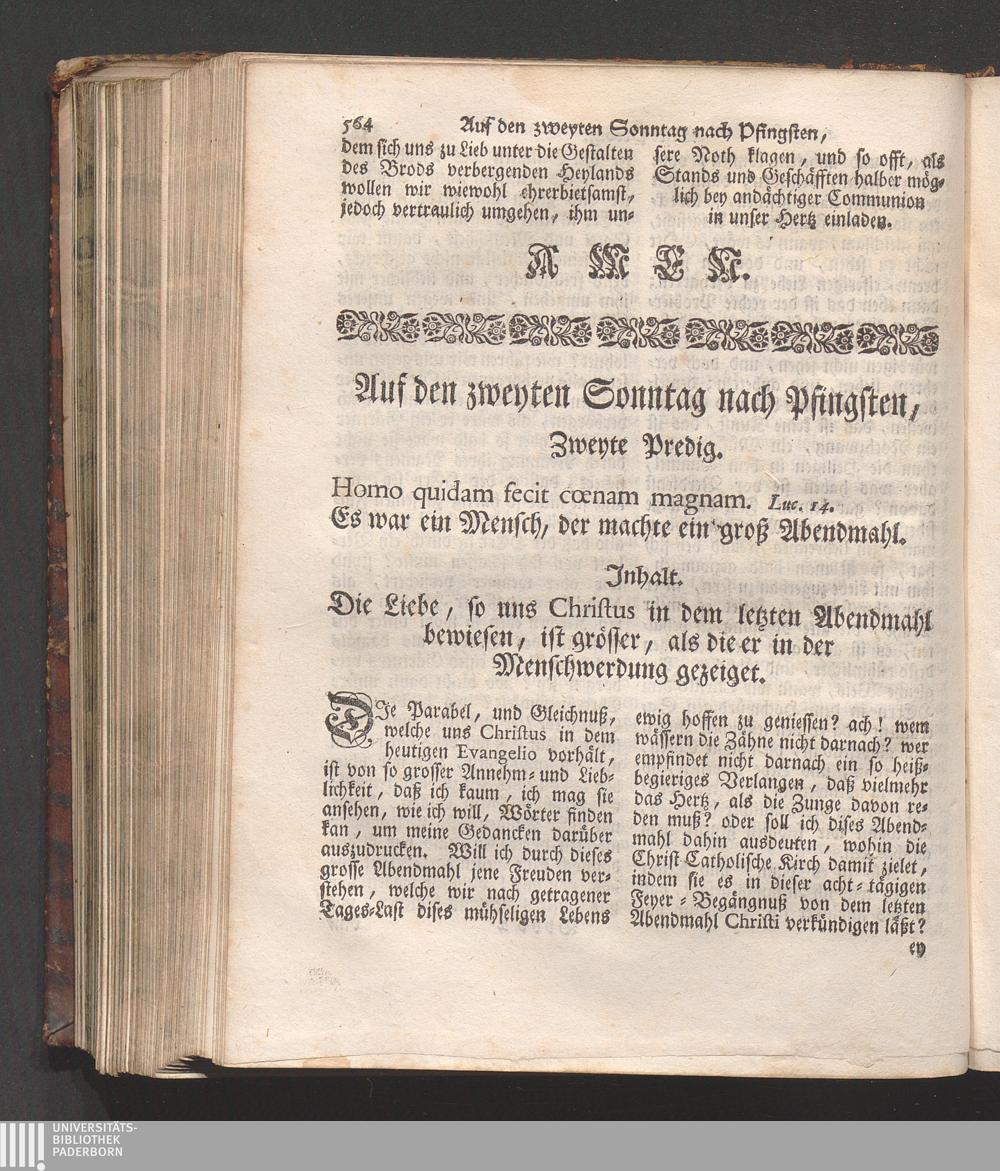 564 Auf den zweyten Sonntag nach Pfingsten,
dem sich uns zu Lieb unter die Gestalten
des Brods verbergenden Heylands
wollen wir wiewohl ehrerbietsamst,
jedoch vertraulich umgehen, ihm un-
sere Noth klagen, und so offt, als
Stands und Geschäfften halber mög-
lich bey andächtiger Communion
in unser Hertz einladen.
AMEN.
Auf den zweyten Sonntag nach Pfingsten,
Zweyte Predig.
Homo quidam fecit cœnam magnam. Luc. 14.
Es war ein Mensch, der machte ein groß Abendmahl.
Inhalt.
Die Liebe, so uns Christus in dem letzten Abendmahl
bewiesen, ist grösser, als die er in der
Menschwerdung gezeiget.
DIe Parabel, und Gleichnuß,
welche uns Christus in dem
heutigen Evangelio vorhält,
ist von so grosser Annehm- und Lieb-
lichkeit, daß ich kaum, ich mag sie
ansehen, wie ich will, Wörter finden
kan, um meine Gedancken darüber
auszudrucken. Will ich durch dieses
grosse Abendmahl jene Freuden ver-
stehen, welche wir nach getragener
Tages-Last dises mühseligen Lebens
ewig hoffen zu geniessen? ach! wem
wässern die Zähne nicht darnach? wer
empfindet nicht darnach ein so heiß-
begieriges Verlangen, daß vielmehr
das Hertz, als die Zunge davon re-
den muß? oder soll ich dises Abend-
mahl dahin ausdeuten, wohin die
Christ-Catholische Kirch damit zielet,
indem sie es in dieser acht-tägigen
Feyer-Begängnuß von dem letzten
Abendmahl Christi verkündigen läßt?
ey
UNIVERSITÄTS-
BIBLIOTHEK
PADERBORN